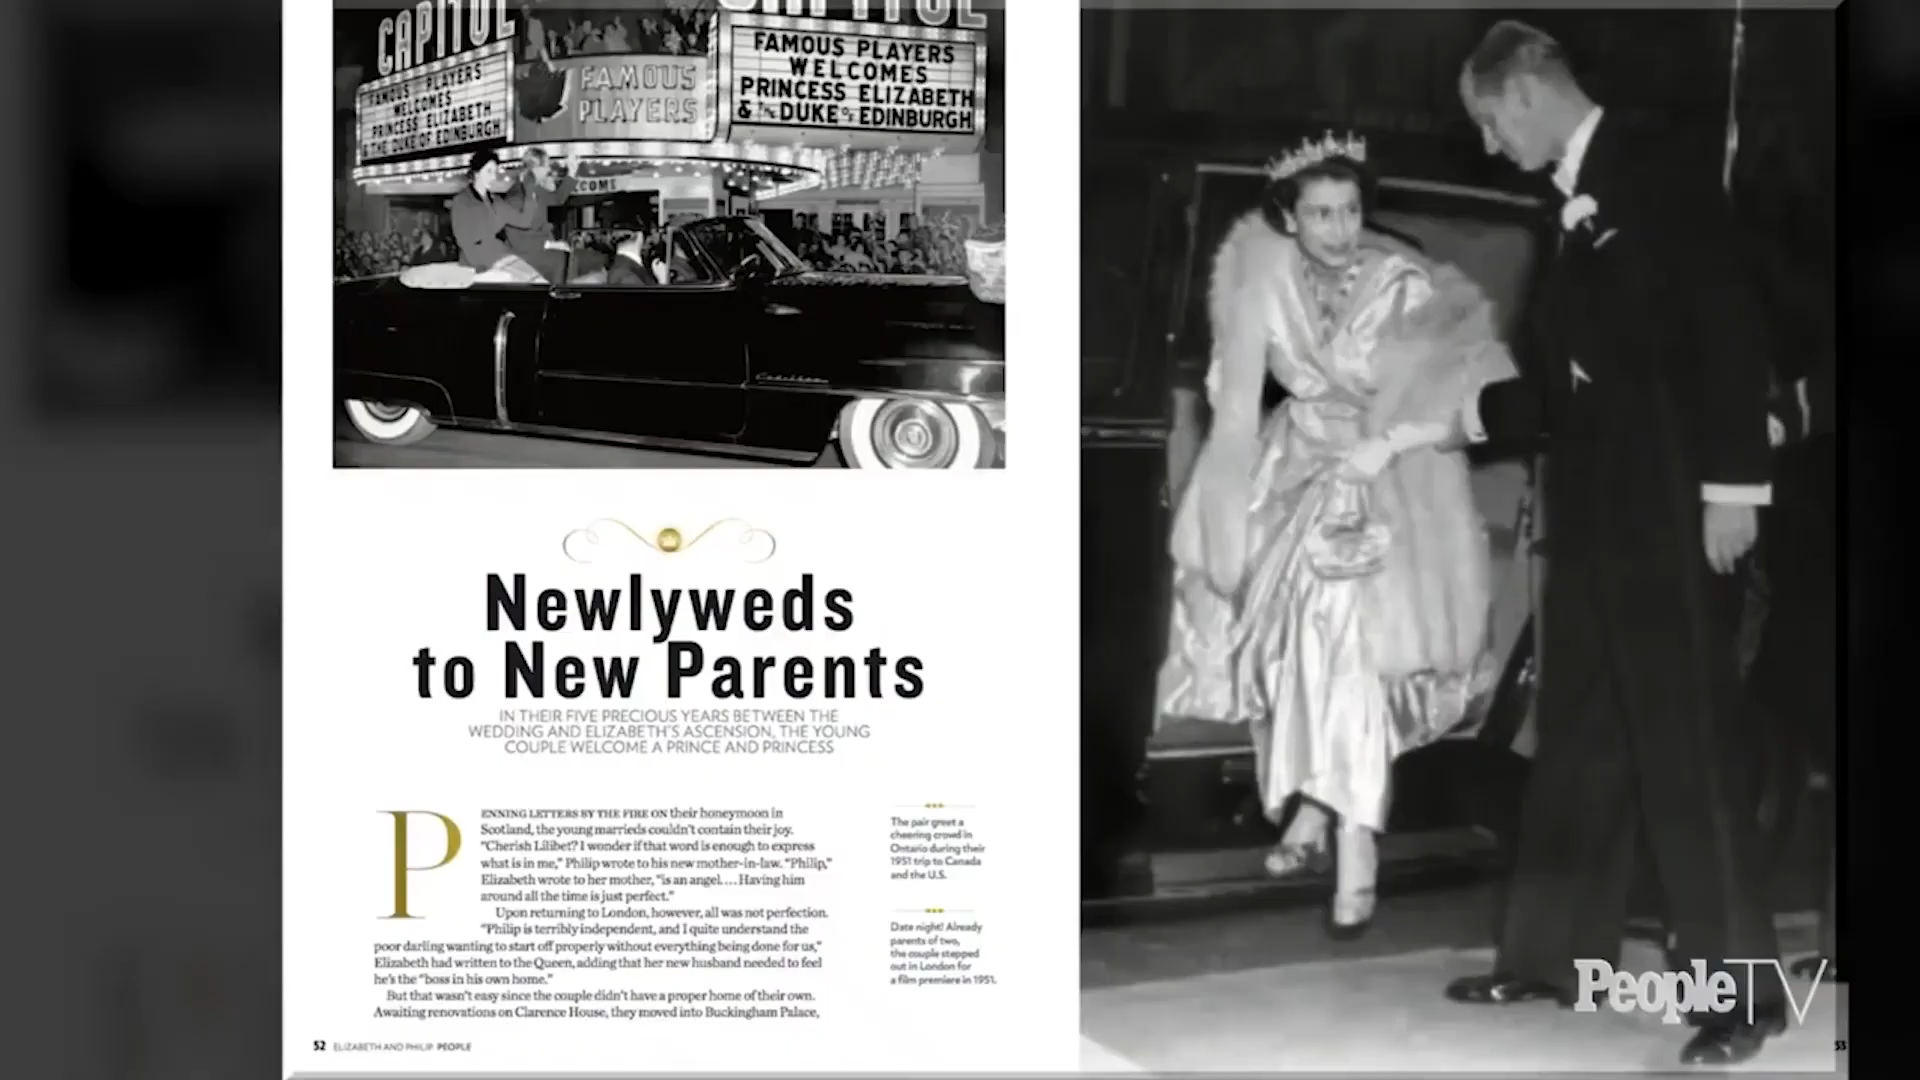 CAPITOL
CAPITOL
FAMOUS PLAYERS
WELCOMES
PRINCESS ELIZABETH
& THE DUKE OF EDINBURGH
FAMOUS
PLAYERS
FAMOUS PLAYERS
WELCOMES
PRINCESS ELIZABETH
& THE DUKE OF EDINBURGH
Cadillac
Newlyweds
to New Parents
IN THEIR FIVE PRECIOUS YEARS BETWEEN THE
WEDDING AND ELIZABETH'S ASCENSION, THE YOUNG
COUPLE WELCOME A PRINCE AND PRINCESS
PENNING LETTERS BY THE FIRE ON their honeymoon in
Scotland, the young marrieds couldn't contain their joy.
"Cherish Lilibet? I wonder if that word is enough to express
what is in me," Philip wrote to his new mother-in-law. "Philip,"
Elizabeth wrote to her mother, "is an angel.... Having him
around all the time is just perfect."
Upon returning to London, however, all was not perfection.
"Philip is terribly independent, and I quite understand the
poor darling wanting to start off properly without everything being done for us,"
Elizabeth had written to the Queen, adding that her new husband needed to feel
he's the "boss in his own home."
But that wasn't easy since the couple didn't have a proper home of their own.
Awaiting renovations on Clarence House, they moved into Buckingham Palace,
The pair greet a
cheering crowd in
Ontario during their
1951 trip to Canada
and the U.S.
Date night! Already
parents of two,
the couple stepped
out in London for
a film premiere in 1951.
52 ELIZABETH AND PHILIP PEOPLE
PeopleTV
53